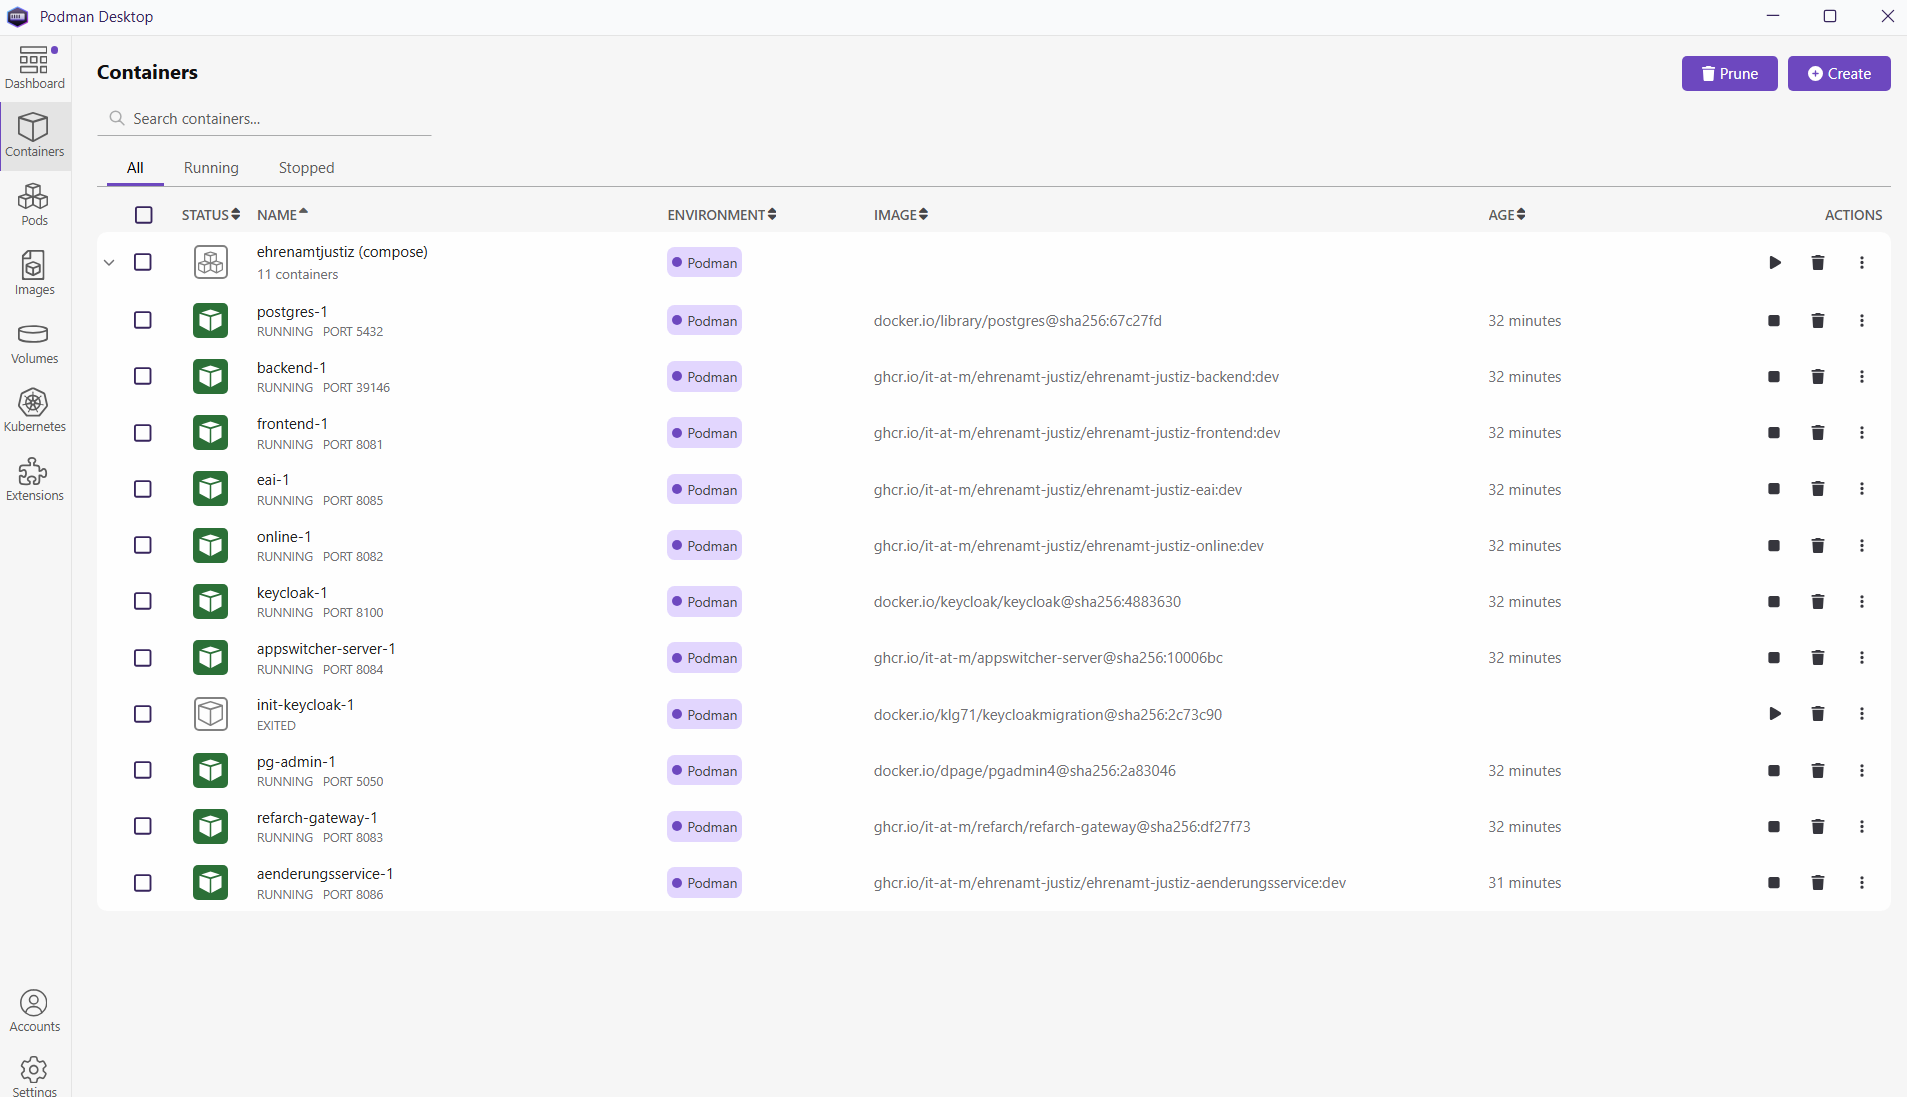 Podman Desktop
Dashboard
Containers
Pods
Images
Volumes
Kubernetes
Extensions
Accounts
Settings
Containers
Prune
Create
Search containers...
All Running Stopped
STATUS NAME ENVIRONMENT IMAGE AGE ACTIONS
ehrenamtjustiz (compose)
11 containers
Podman
postgres-1
RUNNING PORT 5432
Podman
docker.io/library/postgres@sha256:67c27fd
32 minutes
backend-1
RUNNING PORT 39146
Podman
ghcr.io/it-at-m/ehrenamt-justiz/ehrenamt-justiz-backend:dev
32 minutes
frontend-1
RUNNING PORT 8081
Podman
ghcr.io/it-at-m/ehrenamt-justiz/ehrenamt-justiz-frontend:dev
32 minutes
eai-1
RUNNING PORT 8085
Podman
ghcr.io/it-at-m/ehrenamt-justiz/ehrenamt-justiz-eai:dev
32 minutes
online-1
RUNNING PORT 8082
Podman
ghcr.io/it-at-m/ehrenamt-justiz/ehrenamt-justiz-online:dev
32 minutes
keycloak-1
RUNNING PORT 8100
Podman
docker.io/keycloak/keycloak@sha256:4883630
32 minutes
appswitcher-server-1
RUNNING PORT 8084
Podman
ghcr.io/it-at-m/appswitcher-server@sha256:10006bc
32 minutes
init-keycloak-1
EXITED
Podman
docker.io/klg71/keycloakmigration@sha256:2c73c90
pg-admin-1
RUNNING PORT 5050
Podman
docker.io/dpage/pgadmin4@sha256:2a83046
32 minutes
refarch-gateway-1
RUNNING PORT 8083
Podman
ghcr.io/it-at-m/refarch/refarch-gateway@sha256:df27f73
32 minutes
aenderungsservice-1
RUNNING PORT 8086
Podman
ghcr.io/it-at-m/ehrenamt-justiz/ehrenamt-justiz-aenderungsservice:dev
31 minutes